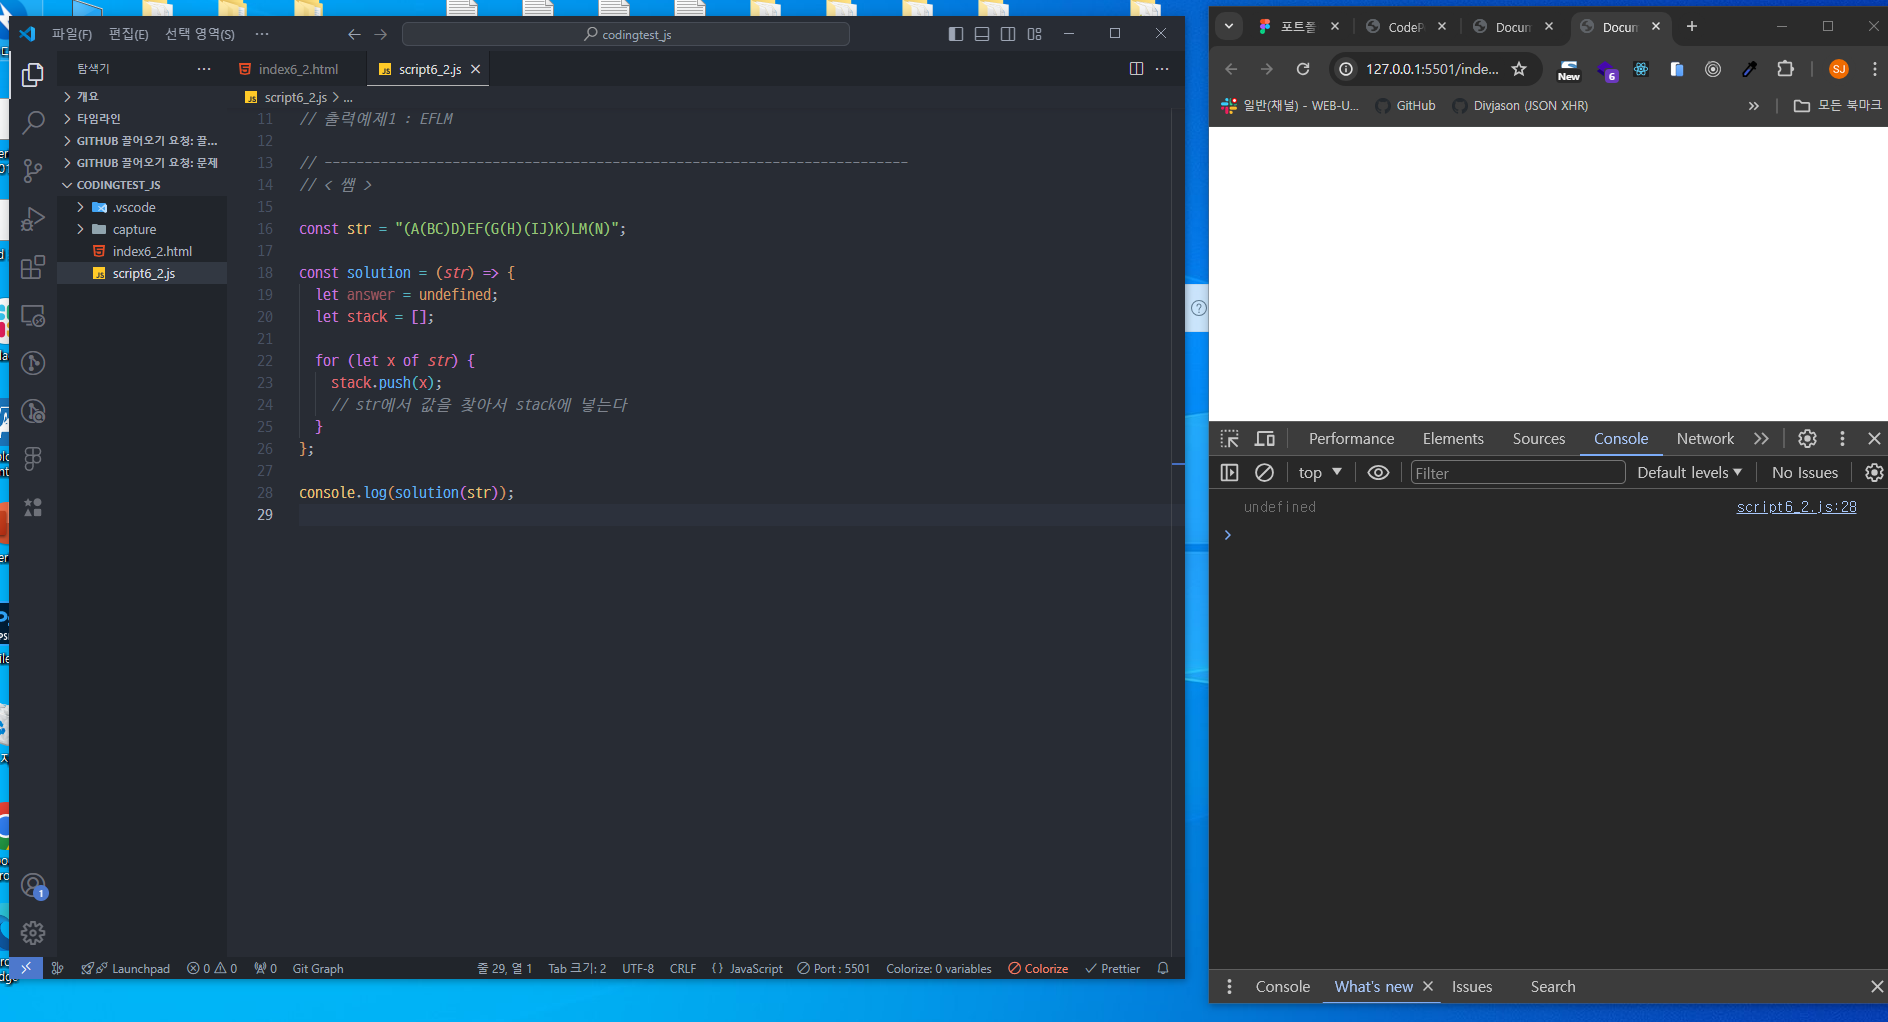 파일(F) 편집(E) 선택 영역(S) ···
codingtest_js
탐색기 ···
개요
타임라인
GITHUB 끌어오기 요청: 끌...
GITHUB 끌어오기 요청: 문제
CODINGTEST_JS
.vscode
capture
index6_2.html
JS script6_2.js
index6_2.html
JS script6_2.js
JS script6_2.js > ...
11 // 출력예제1 : EFLM
12
13 // -------------------------------------------------------------------------
14 // < 쌤 >
15
16 const str = "(A(BC)D)EF(G(H)(IJ)K)LM(N)";
17
18 const solution = (str) => {
19 let answer = undefined;
20 let stack = [];
21
22 for (let x of str) {
23 stack.push(x);
24 // str에서 값을 찾아서 stack에 넣는다
25 }
26 };
27
28 console.log(solution(str));
29
1
Launchpad 0 0 0 Git Graph 줄 29, 열 1 Tab 크기: 2 UTF-8 CRLF {} JavaScript Port : 5501 Colorize: 0 variables Colorize Prettier
포트폴 CodeP Docum Docum
127.0.0.1:5501/inde... New 6 SJ
일반(채널) - WEB-U... GitHub Divjason (JSON XHR) » 모든 북마크
Performance Elements Sources Console Network
top Filter Default levels No Issues
undefined script6_2.js:28
Console What's new Issues Search